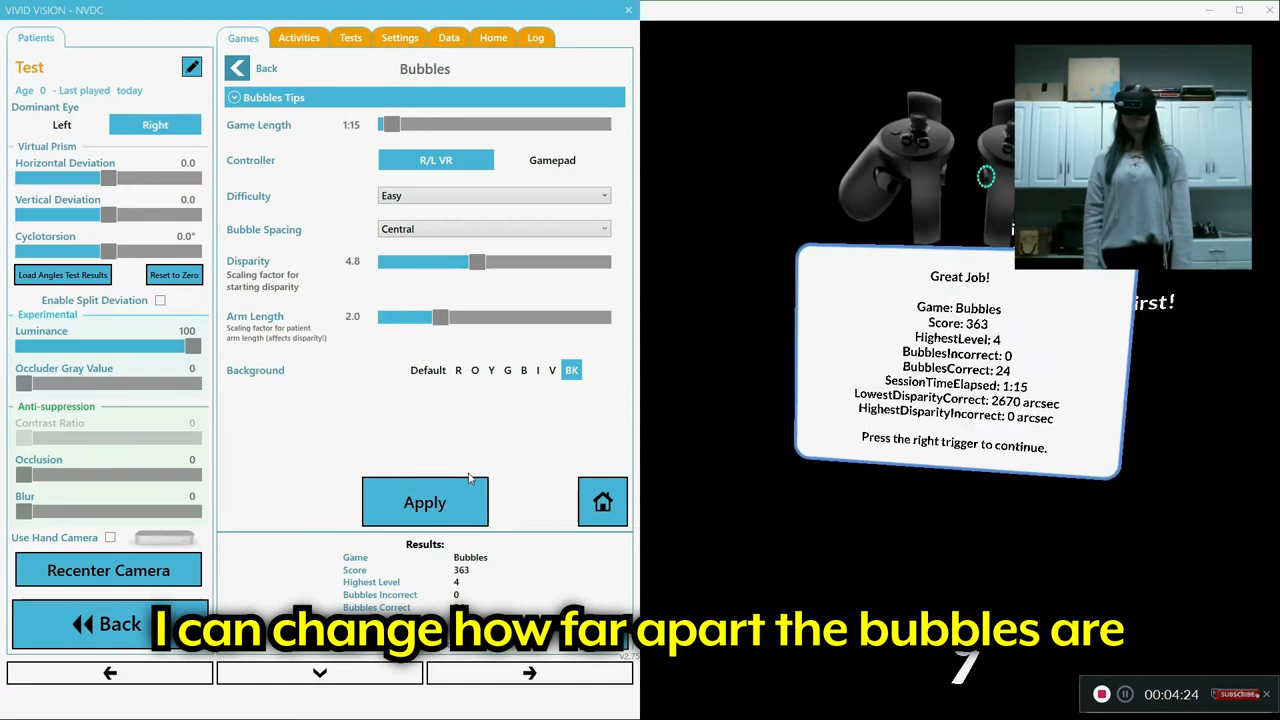 VIVID VISION - NVDC
Patients
Test
Age 0 - Last played today
Dominant Eye
Left Right
Virtual Prism
Horizontal Deviation 0.0
Vertical Deviation 0.0
Cyclotorsion 0.0°
Load Angles Test Results Reset to Zero
Enable Split Deviation
Experimental
Luminance 100
Occluder Gray Value 0
Anti-suppression
Contrast Ratio 0
Occlusion 0
Blur 0
Use Hand Camera
Recenter Camera
Back
Games Activities Tests Settings Data Home Log
Back Bubbles
Bubbles Tips
Game Length 1:15
Controller R/L VR Gamepad
Difficulty Easy
Bubble Spacing Central
Disparity 4.8
Scaling factor for
starting disparity
Arm Length 2.0
Scaling factor for patient
arm length (affects disparity!)
Background Default R O Y G B I V BK
Apply
Results:
Game Bubbles
Score 363
Highest Level 4
Bubbles Incorrect 0
Bubbles Correct
v2.75
irst!
Great Job!
Game: Bubbles
Score: 363
HighestLevel: 4
BubblesIncorrect: 0
BubblesCorrect: 24
SessionTimeElapsed: 1:15
LowestDisparityCorrect: 2670 arcsec
HighestDisparityIncorrect: 0 arcsec
Press the right trigger to continue.
I can change how far apart the bubbles are
00:04:24 SUBSCRIBE